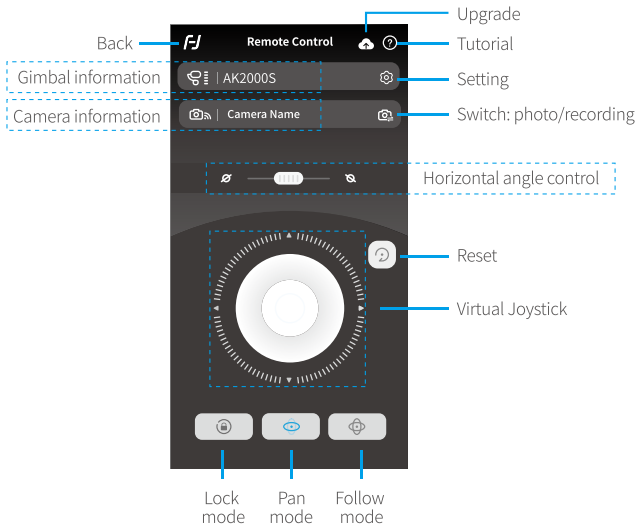 Upgrade
Back
Remote Control
Tutorial
Gimbal information
AK2000S
Setting
Camera information
Camera Name
Switch: photo/recording
Horizontal angle control
Reset
Virtual Joystick
Lock
mode
Pan
mode
Follow
mode